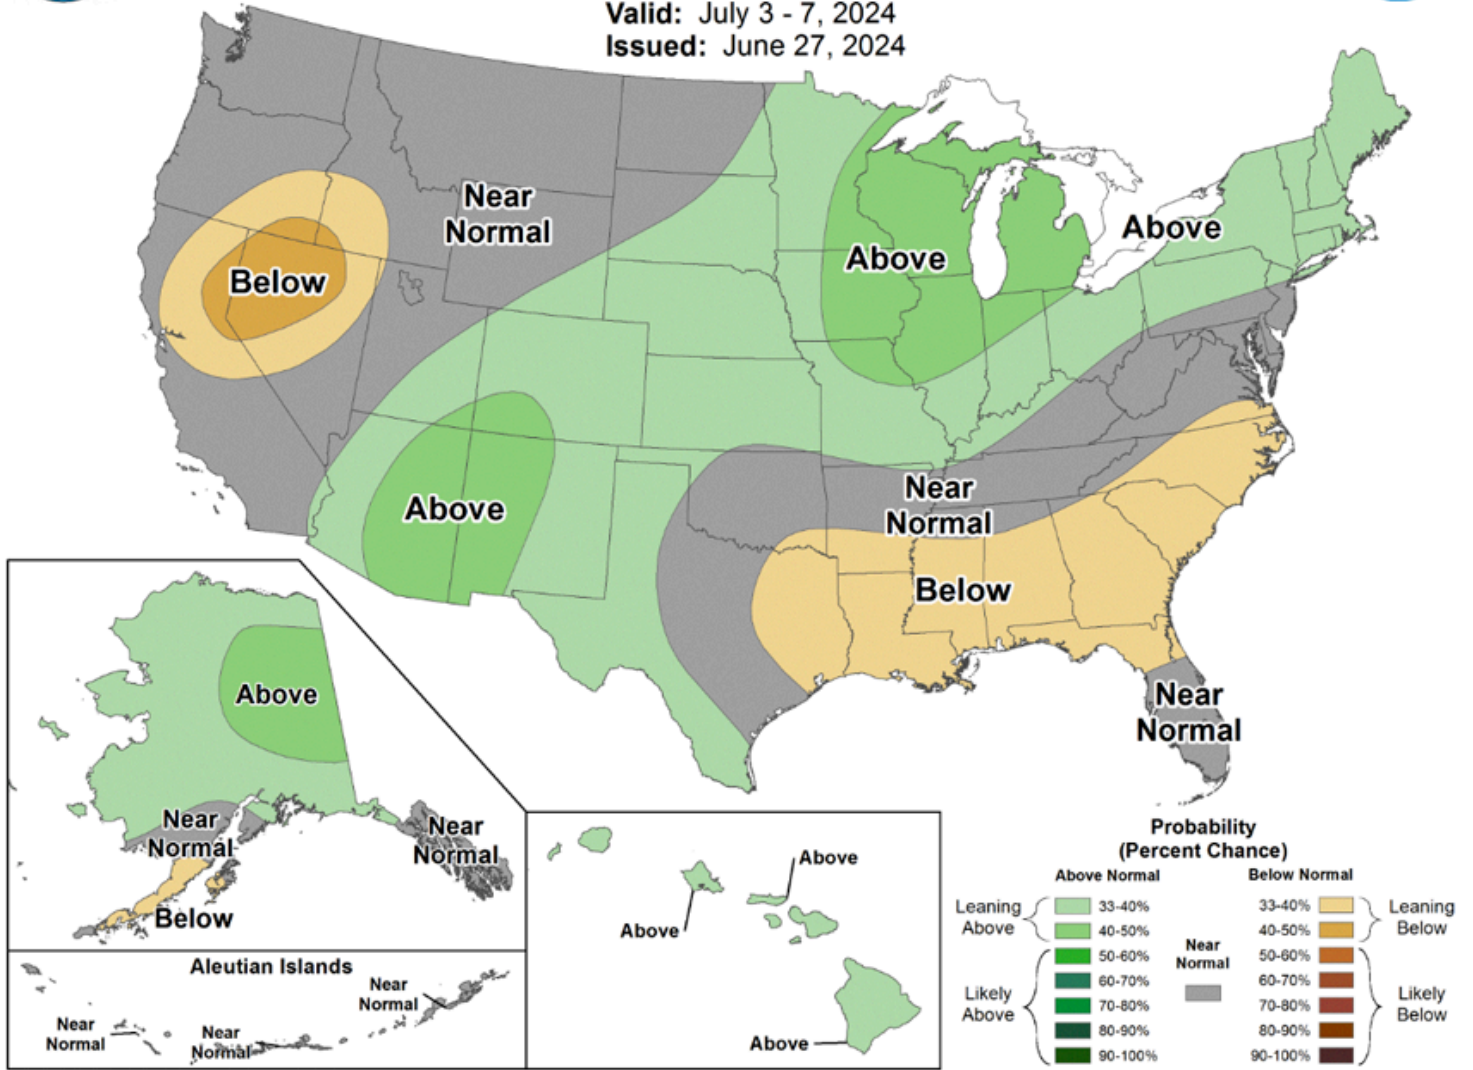 Valid: July 3 - 7, 2024
Issued: June 27, 2024
Near
Normal
Below
Above
Above
Above
Near
Normal
Below
Near
Normal
Above
Near
Normal
Near
Normal
Below
Aleutian Islands
Near
Normal
Near
Normal
Near
Normal
Above
Above
Above
Probability
(Percent Chance)
Above Normal
Below Normal
Leaning
Above
33-40%
40-50%
Likely
Above
50-60%
60-70%
70-80%
80-90%
90-100%
Near
Normal
33-40%
40-50%
Leaning
Below
50-60%
60-70%
70-80%
80-90%
90-100%
Likely
Below